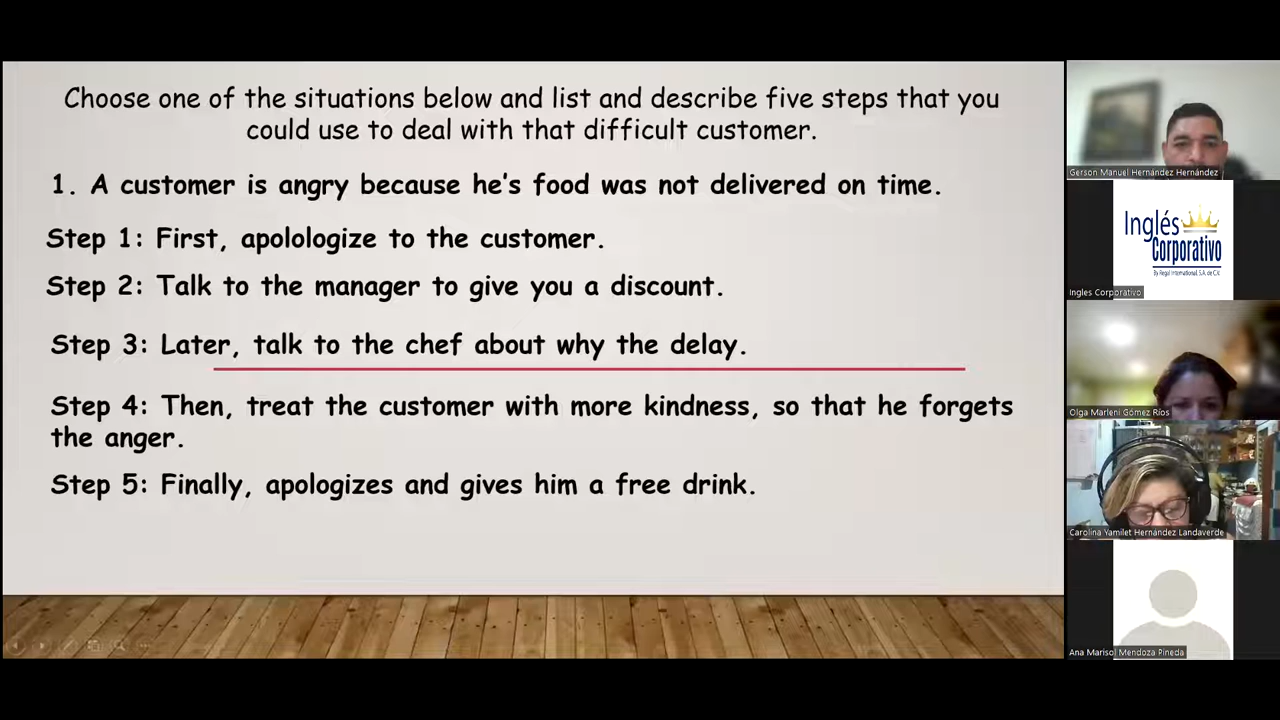 Choose one of the situations below and list and describe five steps that you
could use to deal with that difficult customer.
1. A customer is angry because he's food was not delivered on time.
Step 1: First, apolologize to the customer.
Step 2: Talk to the manager to give you a discount.
Step 3: Later, talk to the chef about why the delay.
Step 4: Then, treat the customer with more kindness, so that he forgets
the anger.
Step 5: Finally, apologizes and gives him a free drink.
Gerson Manuel Hernández Hernández
Inglés
Corporativo
By Regal International, S.A. de C.V.
Ingles Corporativo
Olga Marleni Gómez Ríos
Carolina Yamilet Hernández Landaverde
Ana Marisol Mendoza Pineda